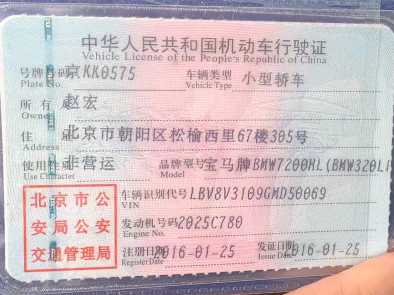 中华人民共和国机动车行驶证
Vehicle License of the People's Republic of China
号牌号码 京KK0575 车辆类型 小型轿车
Plate No. Vehicle Type
所有人 赵宏
住 北京市朝阳区松榆西里67楼305号
Address
使用性质 非营运 品牌型号 宝马牌BMW7200HL(BMW320LI
Use Character Model
北京市公 车辆识别代号 LBV8V3109GMD50069
VIN
安局公安 发动机号码 2025C780
Engine No.
交通管理局 注册日期 2016-01-25 发证日期 2016-01-25
Register Date Issue Date